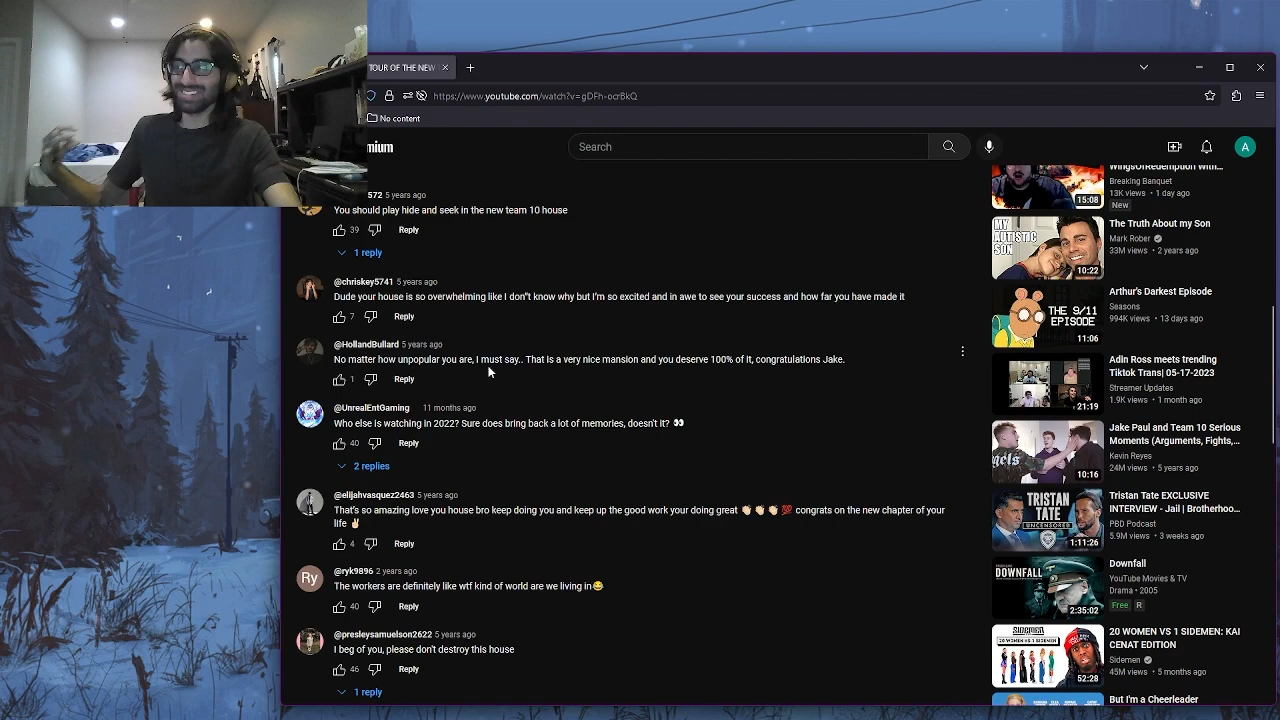 TOUR OF THE NEW
https://www.youtube.com/watch?v=gDFh-ocrBkQ
No content
mium
Search
A
572 5 years ago
You should play hide and seek in the new team 10 house
39 Reply
1 reply
@chriskey5741 5 years ago
Dude your house is so overwhelming like I don"t know why but I'm so excited and in awe to see your success and how far you have made it
7 Reply
@HollandBullard 5 years ago
No matter how unpopular you are, I must say.. That is a very nice mansion and you deserve 100% of it, congratulations Jake.
1 Reply
@UnrealEntGaming 11 months ago
Who else is watching in 2022? Sure does bring back a lot of memories, doesn't it? 👀
40 Reply
2 replies
@elijahvasquez2463 5 years ago
That's so amazing love you house bro keep doing you and keep up the good work your doing great 👏🏻👏🏻👏🏻💯 congrats on the new chapter of your
life ✌🏻
4 Reply
Ry
@ryk9896 2 years ago
The workers are definitely like wtf kind of world are we living in😂
40 Reply
@presleysamuelson2622 5 years ago
I beg of you, please don't destroy this house
46 Reply
1 reply
WingsOfRedemption With...
Breaking Banquet
13K views • 1 day ago
New
15:08
MY
AUTISTIC
SON
10:22
The Truth About my Son
Mark Rober
33M views • 2 years ago
THE 9/11
EPISODE
11:06
Arthur's Darkest Episode
Seasons
994K views • 13 days ago
21:19
Adin Ross meets trending
Tiktok Trans| 05-17-2023
Streamer Updates
1.9K views • 1 month ago
10:16
Jake Paul and Team 10 Serious
Moments (Arguments, Fights,...
Kevin Reyes
24M views • 5 years ago
TRISTAN
TATE
UNCENSORED
1:11:26
Tristan Tate EXCLUSIVE
INTERVIEW - Jail | Brotherhoo...
PBD Podcast
5.9M views • 3 weeks ago
DOWNFALL
2:35:02
Downfall
YouTube Movies & TV
Drama • 2005
Free R
SIDEMEN
52:28
20 WOMEN VS 1 SIDEMEN: KAI
CENAT EDITION
Sidemen
45M views • 5 months ago
But I'm a Cheerleader